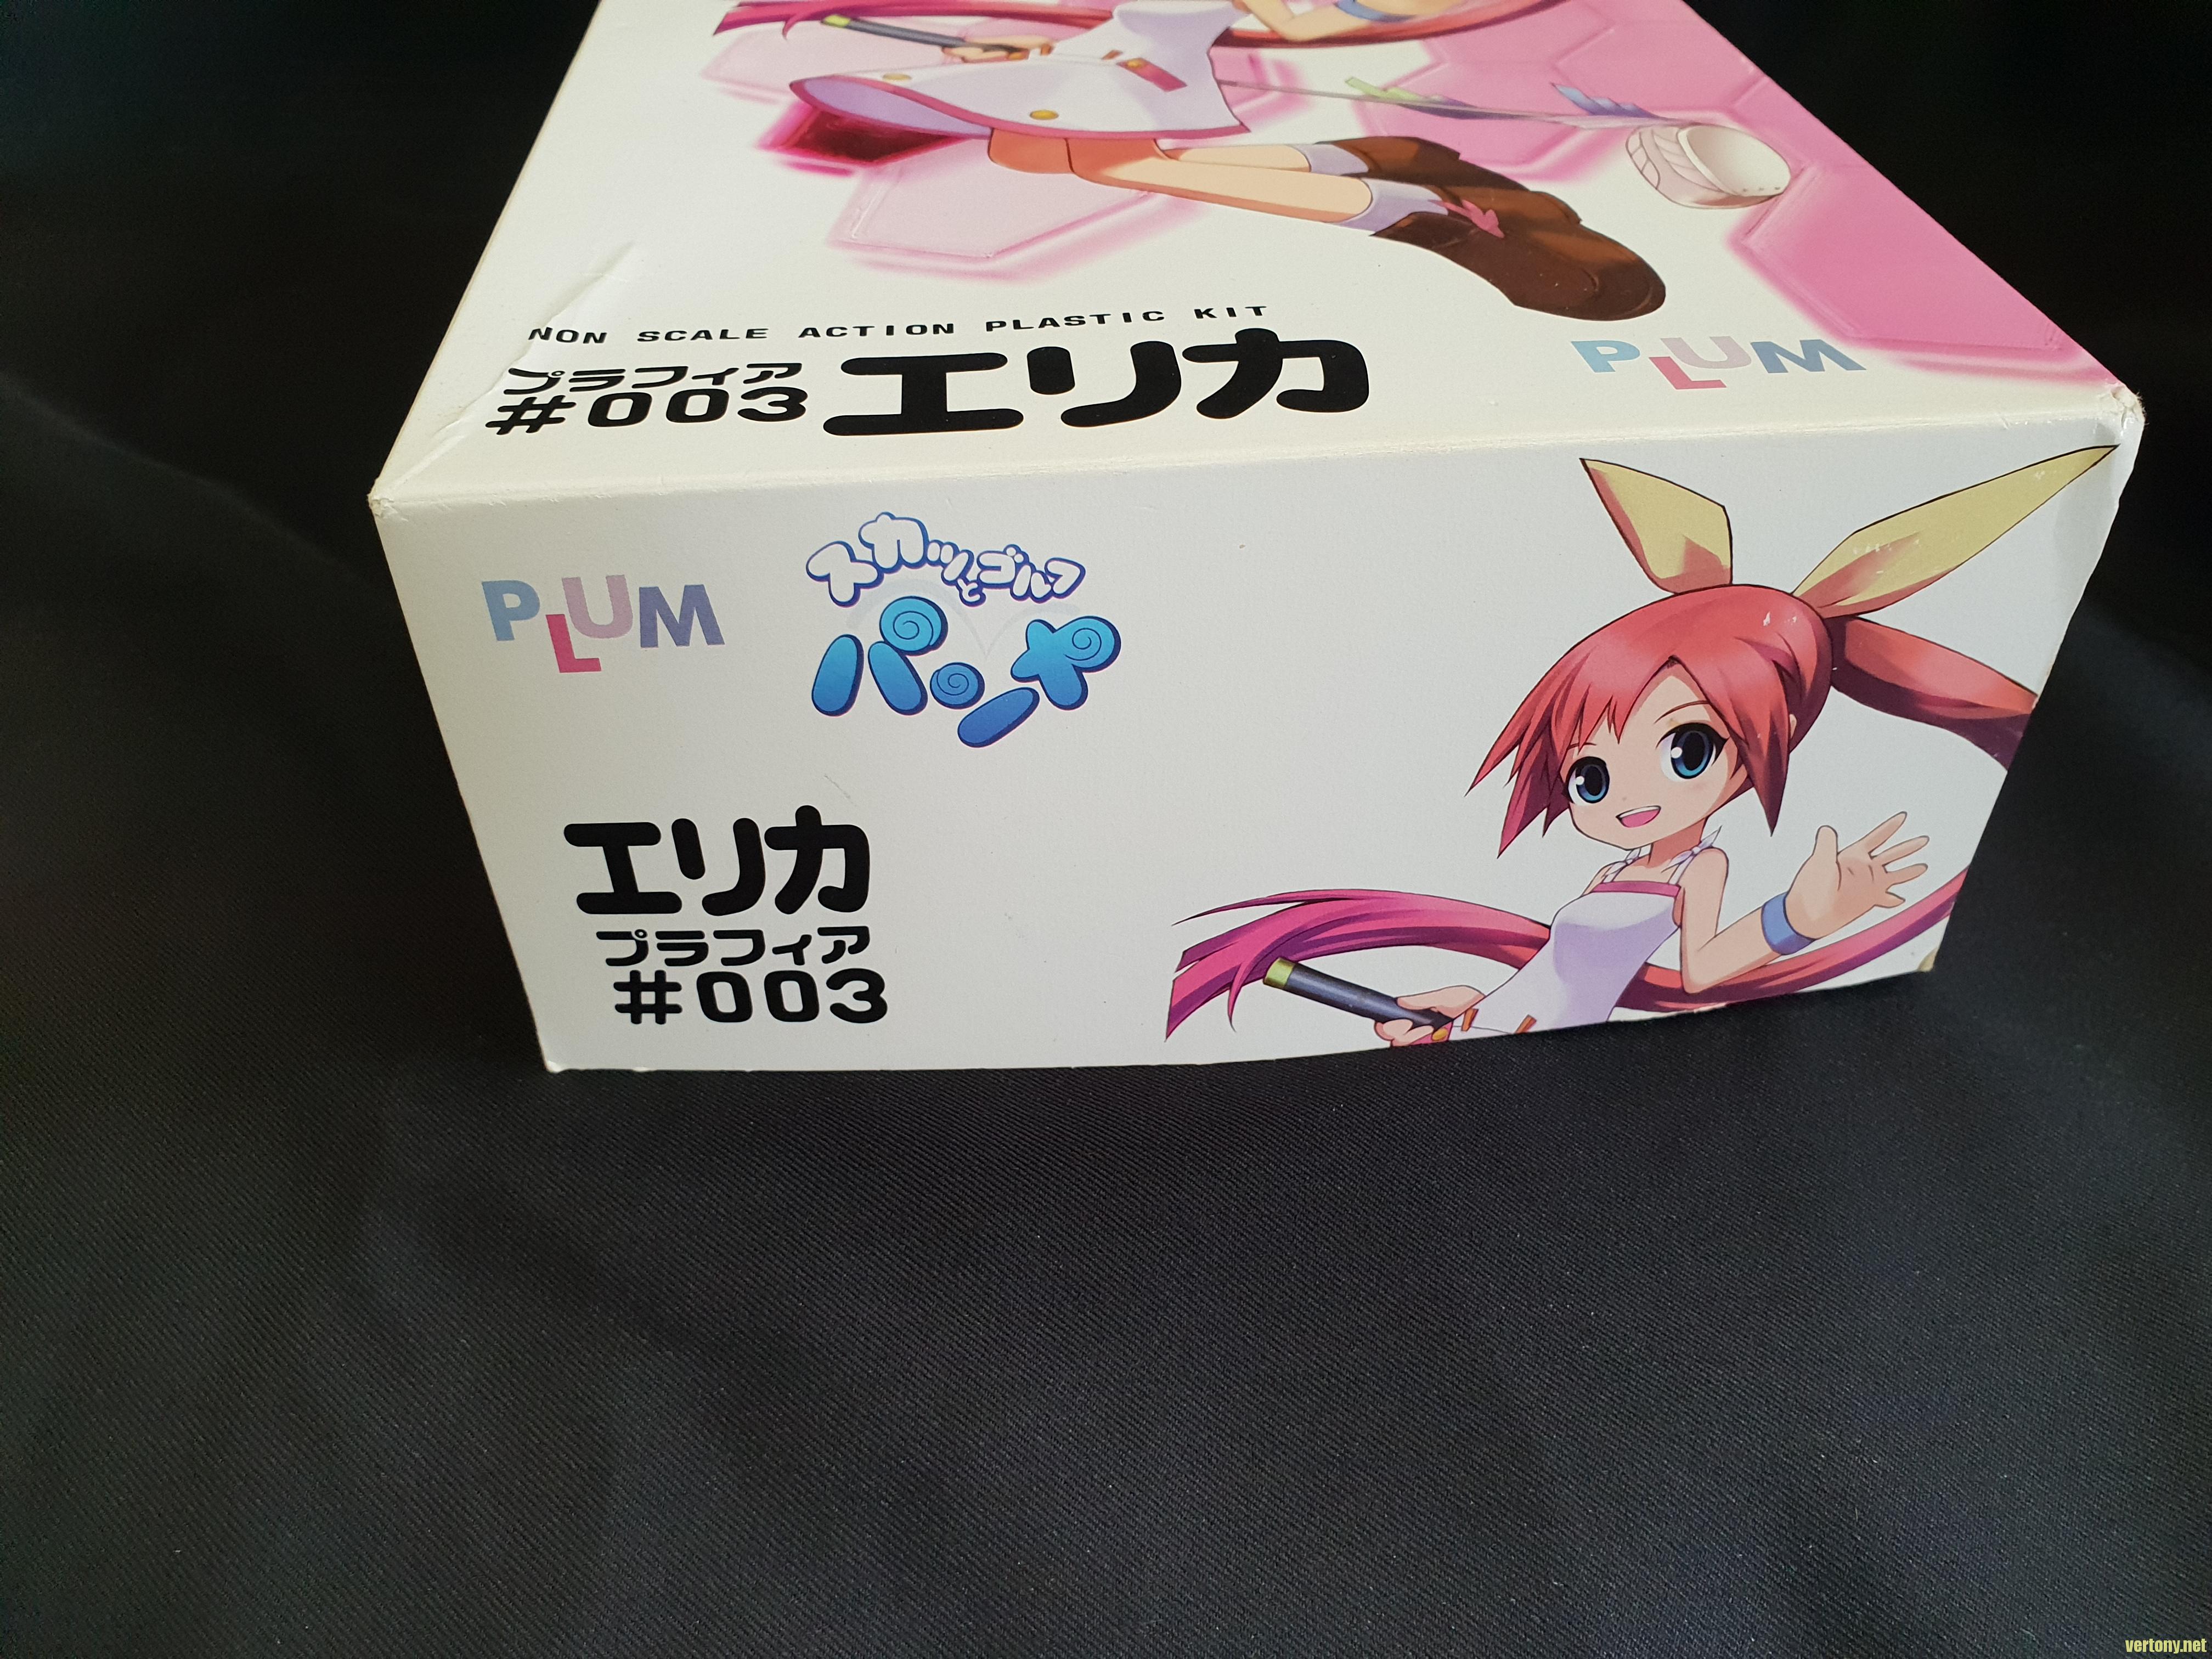 NON SCALE ACTION PLASTIC KIT
プラフィア
#003
エリカ
PLUM
PLUM
スカッとゴルフ
パンヤ
エリカ
プラフィア
#003
vertony.net